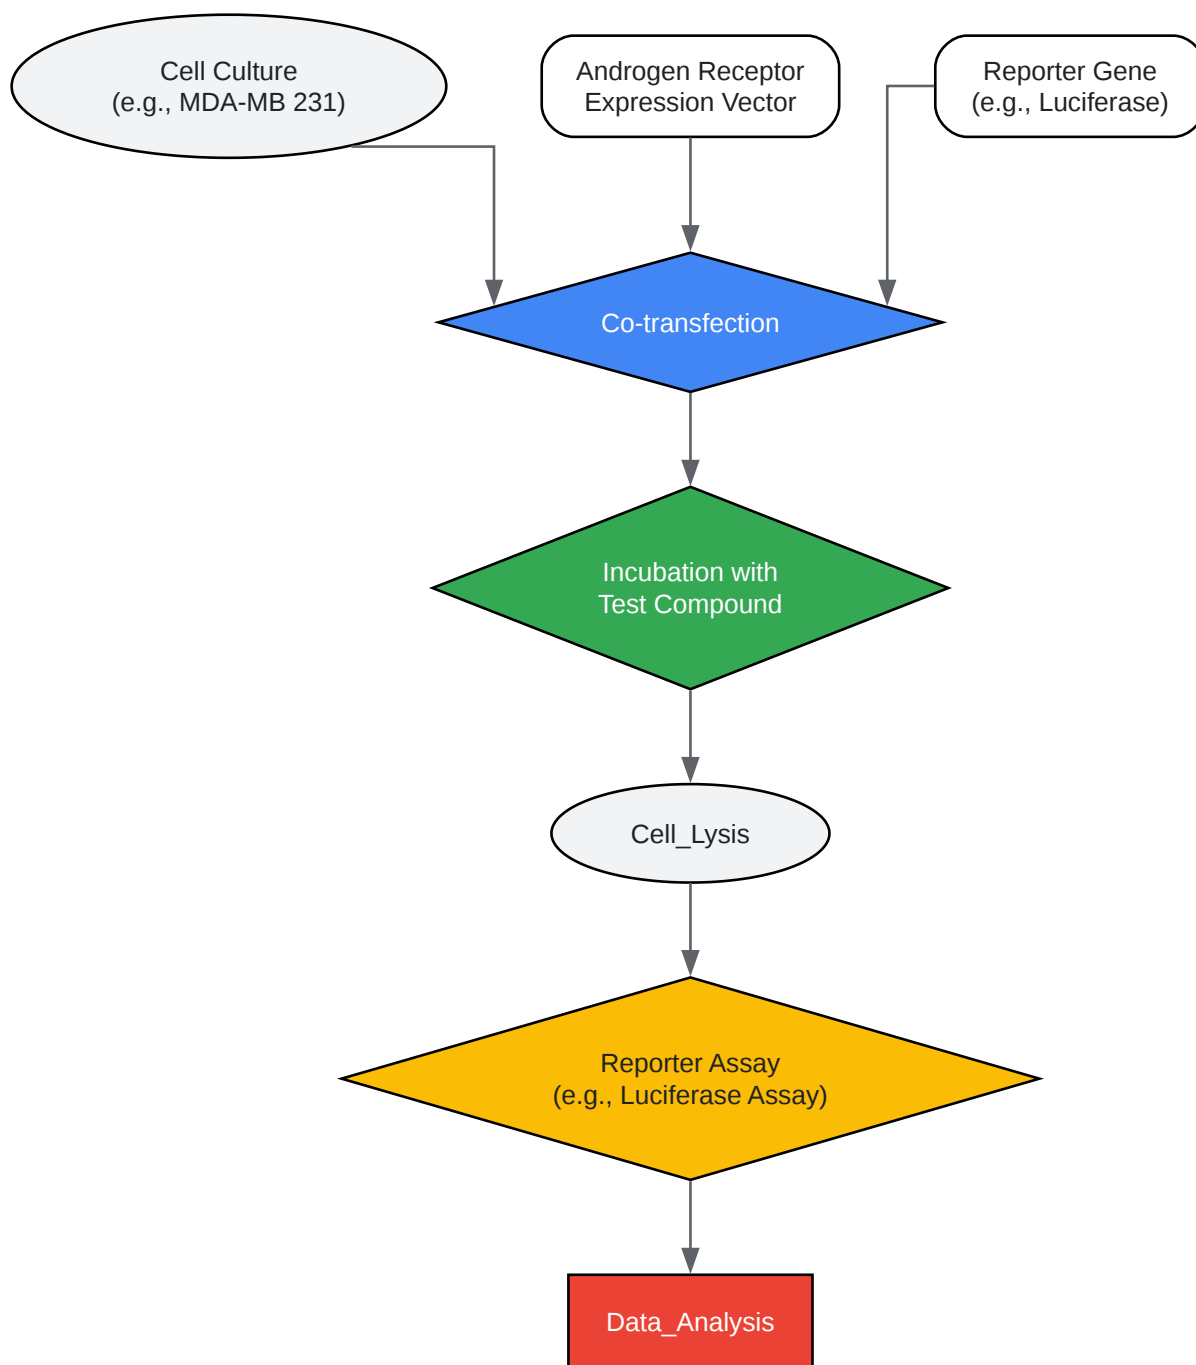 Cell Culture
(e.g., MDA-MB 231)
Androgen Receptor
Expression Vector
Reporter Gene
(e.g., Luciferase)
Co-transfection
Incubation with
Test Compound
Cell_Lysis
Reporter Assay
(e.g., Luciferase Assay)
Data_Analysis